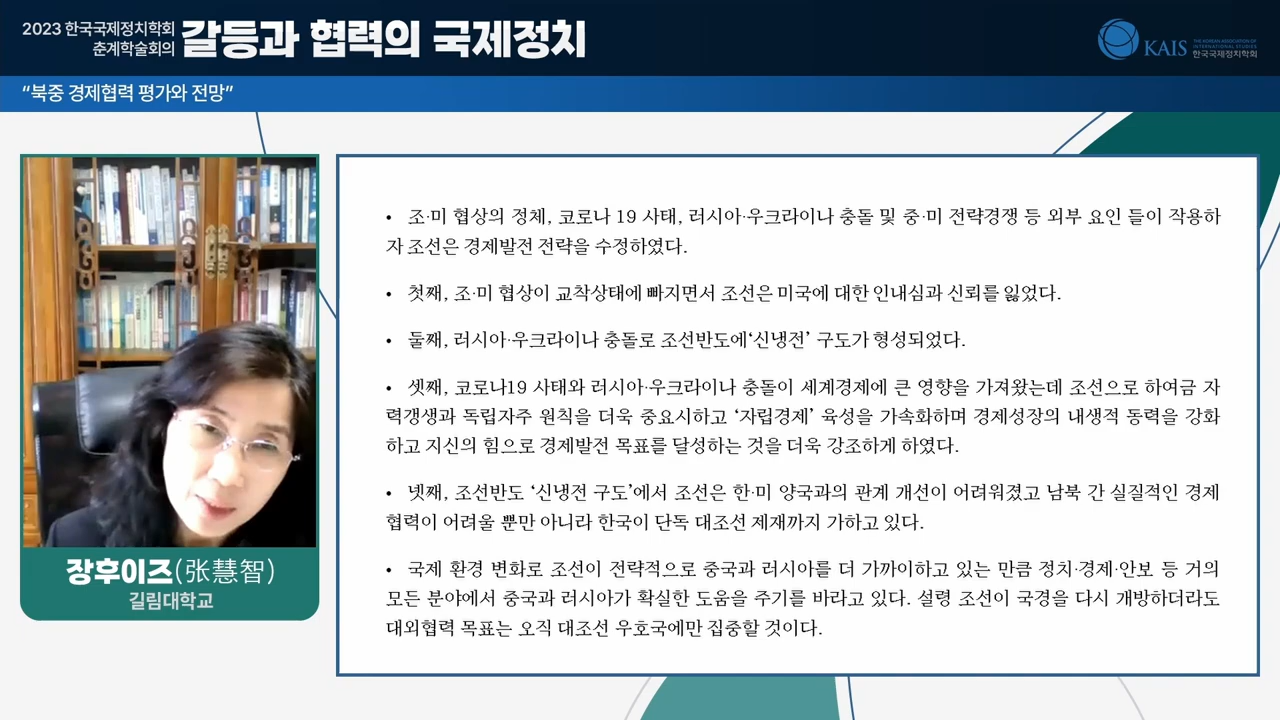 2023 한국국제정치학회
춘계학술회의
갈등과 협력의 국제정치
KAIS
THE KOREAN ASSOCIATION OF
INTERNATIONAL STUDIES
한국국제정치학회
“북중 경제협력 평가와 전망”
• 조·미 협상의 정체, 코로나 19 사태, 러시아·우크라이나 충돌 및 중·미 전략경쟁 등 외부 요인 들이 작용하
자 조선은 경제발전 전략을 수정하였다.
• 첫째, 조·미 협상이 교착상태에 빠지면서 조선은 미국에 대한 인내심과 신뢰를 잃었다.
• 둘째, 러시아·우크라이나 충돌로 조선반도에‘신냉전’ 구도가 형성되었다.
• 셋째, 코로나19 사태와 러시아·우크라이나 충돌이 세계경제에 큰 영향을 가져왔는데 조선으로 하여금 자
력갱생과 독립자주 원칙을 더욱 중요시하고 ‘자립경제’ 육성을 가속화하며 경제성장의 내생적 동력을 강화
하고 지신의 힘으로 경제발전 목표를 달성하는 것을 더욱 강조하게 하였다.
• 넷째, 조선반도 ‘신냉전 구도’에서 조선은 한·미 양국과의 관계 개선이 어려워졌고 남북 간 실질적인 경제
협력이 어려울 뿐만 아니라 한국이 단독 대조선 제재까지 가하고 있다.
• 국제 환경 변화로 조선이 전략적으로 중국과 러시아를 더 가까이하고 있는 만큼 정치·경제·안보 등 거의
모든 분야에서 중국과 러시아가 확실한 도움을 주기를 바라고 있다. 설령 조선이 국경을 다시 개방하더라도
대외협력 목표는 오직 대조선 우호국에만 집중할 것이다.
장후이즈(张慧智)
길림대학교